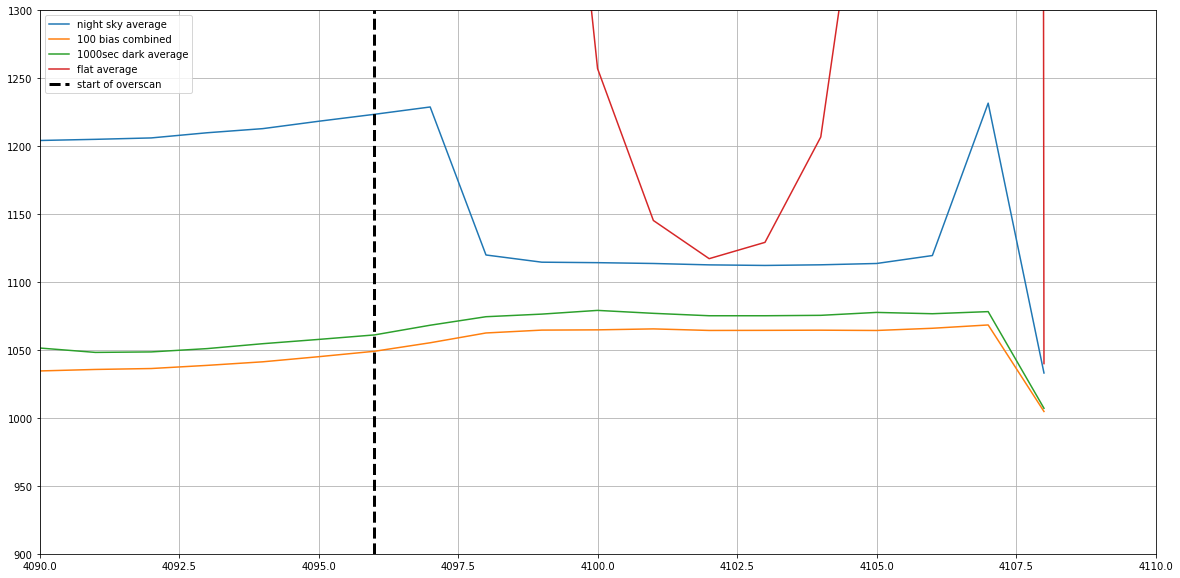 1300
1250
1200
1150
1100
1050
1000
950
900
night sky average
100 bias combined
1000sec dark average
flat average
start of overscan
4090.0 4092.5 4095.0 4097.5 4100.0 4102.5 4105.0 4107.5 4110.0